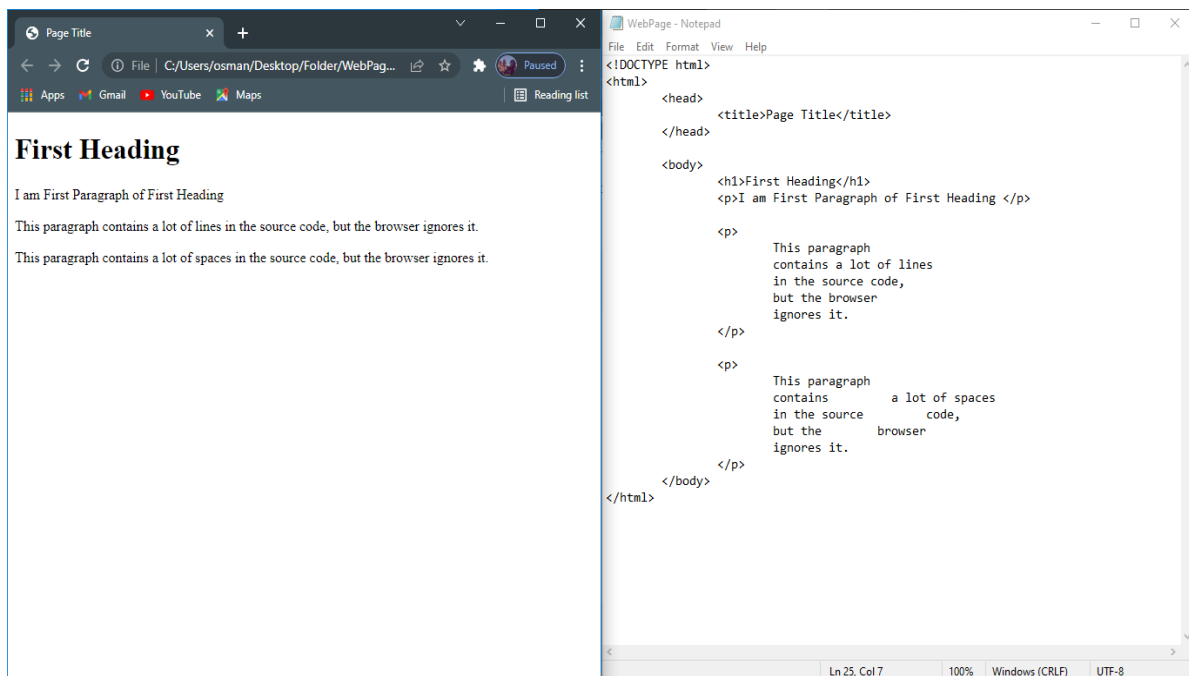 Page Title
File | C:/Users/osman/Desktop/Folder/WebPag... Paused
Apps Gmail YouTube Maps Reading list
First Heading
I am First Paragraph of First Heading
This paragraph contains a lot of lines in the source code, but the browser ignores it.
This paragraph contains a lot of spaces in the source code, but the browser ignores it.
WebPage - Notepad
File Edit Format View Help
<!DOCTYPE html>
<html>
<head>
<title>Page Title</title>
</head>
<body>
<h1>First Heading</h1>
<p>I am First Paragraph of First Heading </p>
<p>
This paragraph
contains a lot of lines
in the source code,
but the browser
ignores it.
</p>
<p>
This paragraph
contains         a lot of spaces
in the source         code,
but the        browser
ignores it.
</p>
</body>
</html>
Ln 25, Col 7 100% Windows (CRLF) UTF-8